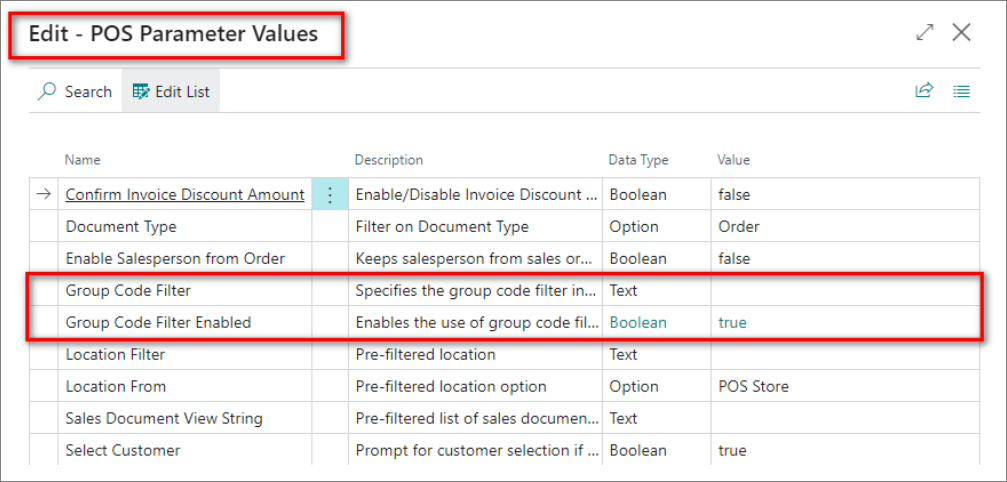 Edit - POS Parameter Values
Search Edit List
Name Description Data Type Value
Confirm Invoice Discount Amount Enable/Disable Invoice Discount ... Boolean false
Document Type Filter on Document Type Option Order
Enable Salesperson from Order Keeps salesperson from sales or... Boolean false
Group Code Filter Specifies the group code filter in... Text
Group Code Filter Enabled Enables the use of group code fil... Boolean true
Location Filter Pre-filtered location Text
Location From Pre-filtered location option Option POS Store
Sales Document View String Pre-filtered list of sales documen... Text
Select Customer Prompt for customer selection if ... Boolean true